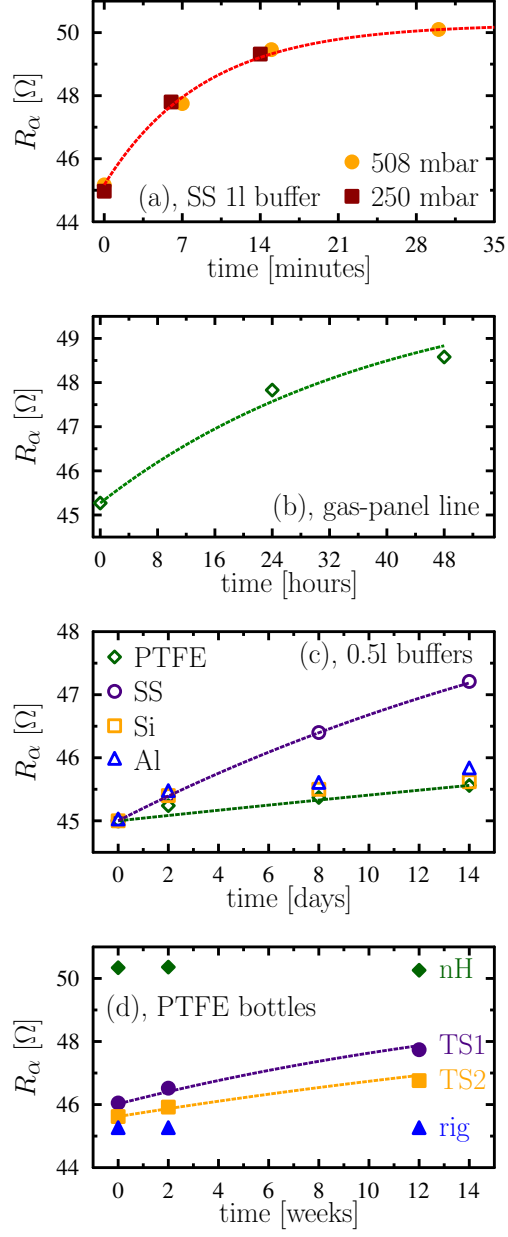 50
48
46
44
R_α [Ω]
508 mbar
250 mbar
(a), SS 1l buffer
0 7 14 21 28 35
time [minutes]
49
48
47
46
45
R_α [Ω]
(b), gas-panel line
0 8 16 24 32 40 48
time [hours]
48
47
46
45
R_α [Ω]
PTFE
SS
Si
Al
(c), 0.5l buffers
0 2 4 6 8 10 12 14
time [days]
50
48
46
44
R_α [Ω]
nH
(d), PTFE bottles
TS1
TS2
rig
0 2 4 6 8 10 12 14
time [weeks]